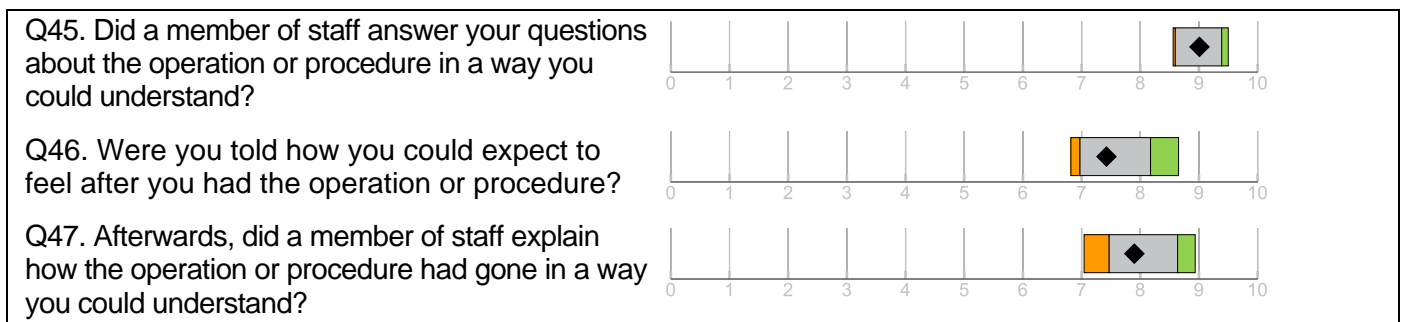 Q45. Did a member of staff answer your questions
about the operation or procedure in a way you
could understand?
0 1 2 3 4 5 6 7 8 9 10
Q46. Were you told how you could expect to
feel after you had the operation or procedure?
0 1 2 3 4 5 6 7 8 9 10
Q47. Afterwards, did a member of staff explain
how the operation or procedure had gone in a way
you could understand?
0 1 2 3 4 5 6 7 8 9 10